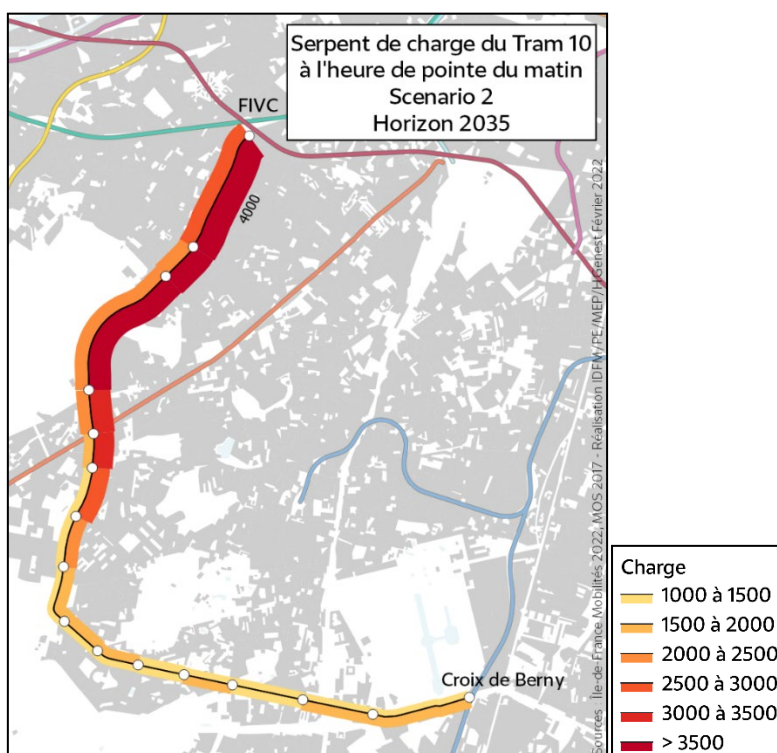 Serpent de charge du Tram 10
à l'heure de pointe du matin
Scenario 2
Horizon 2035
FIVC
4000
Croix de Berny
Sources : Île-de-France Mobilités 2022, MOS 2017 - Réalisation IDFM/PE/MEP/HGenest Février 2022
Charge
1000 à 1500
1500 à 2000
2000 à 2500
2500 à 3000
3000 à 3500
> 3500